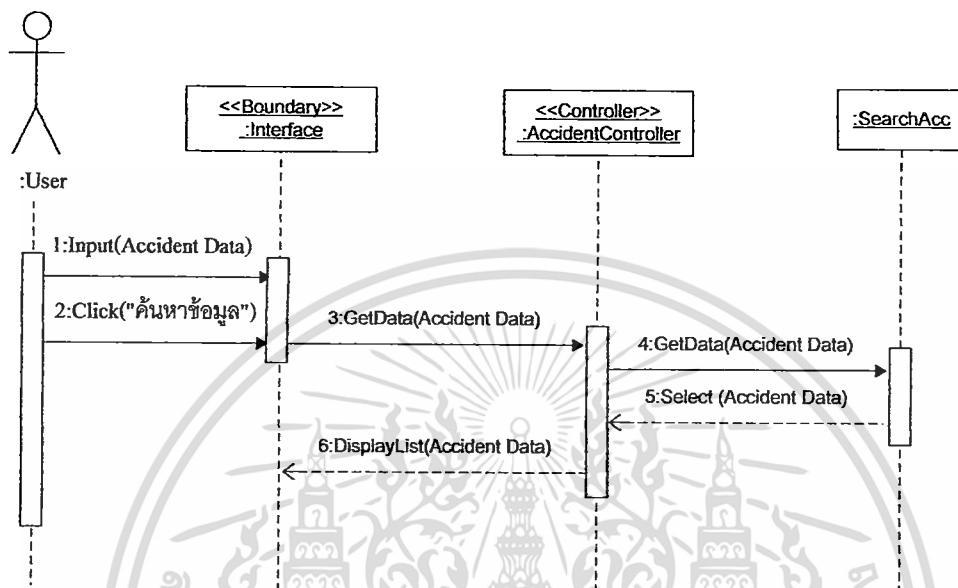 <<Boundary>>
:Interface
<<Controller>>
:AccidentController
:SearchAcc
:User
1:Input(Accident Data)
2:Click("ค้นหาข้อมูล")
3:GetData(Accident Data)
4:GetData(Accident Data)
5:Select (Accident Data)
6:DisplayList(Accident Data)